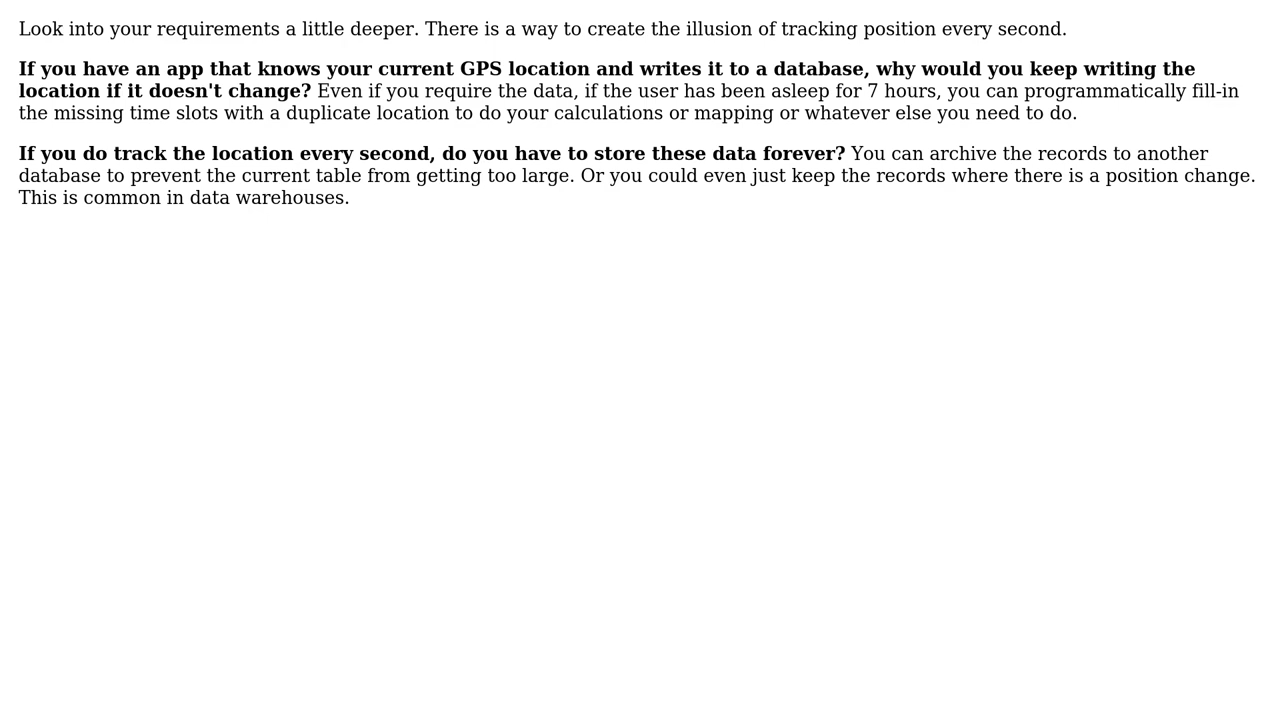 Look into your requirements a little deeper. There is a way to create the illusion of tracking position every second.
If you have an app that knows your current GPS location and writes it to a database, why would you keep writing the
location if it doesn't change? Even if you require the data, if the user has been asleep for 7 hours, you can programmatically fill-in
the missing time slots with a duplicate location to do your calculations or mapping or whatever else you need to do.
If you do track the location every second, do you have to store these data forever? You can archive the records to another
database to prevent the current table from getting too large. Or you could even just keep the records where there is a position change.
This is common in data warehouses.